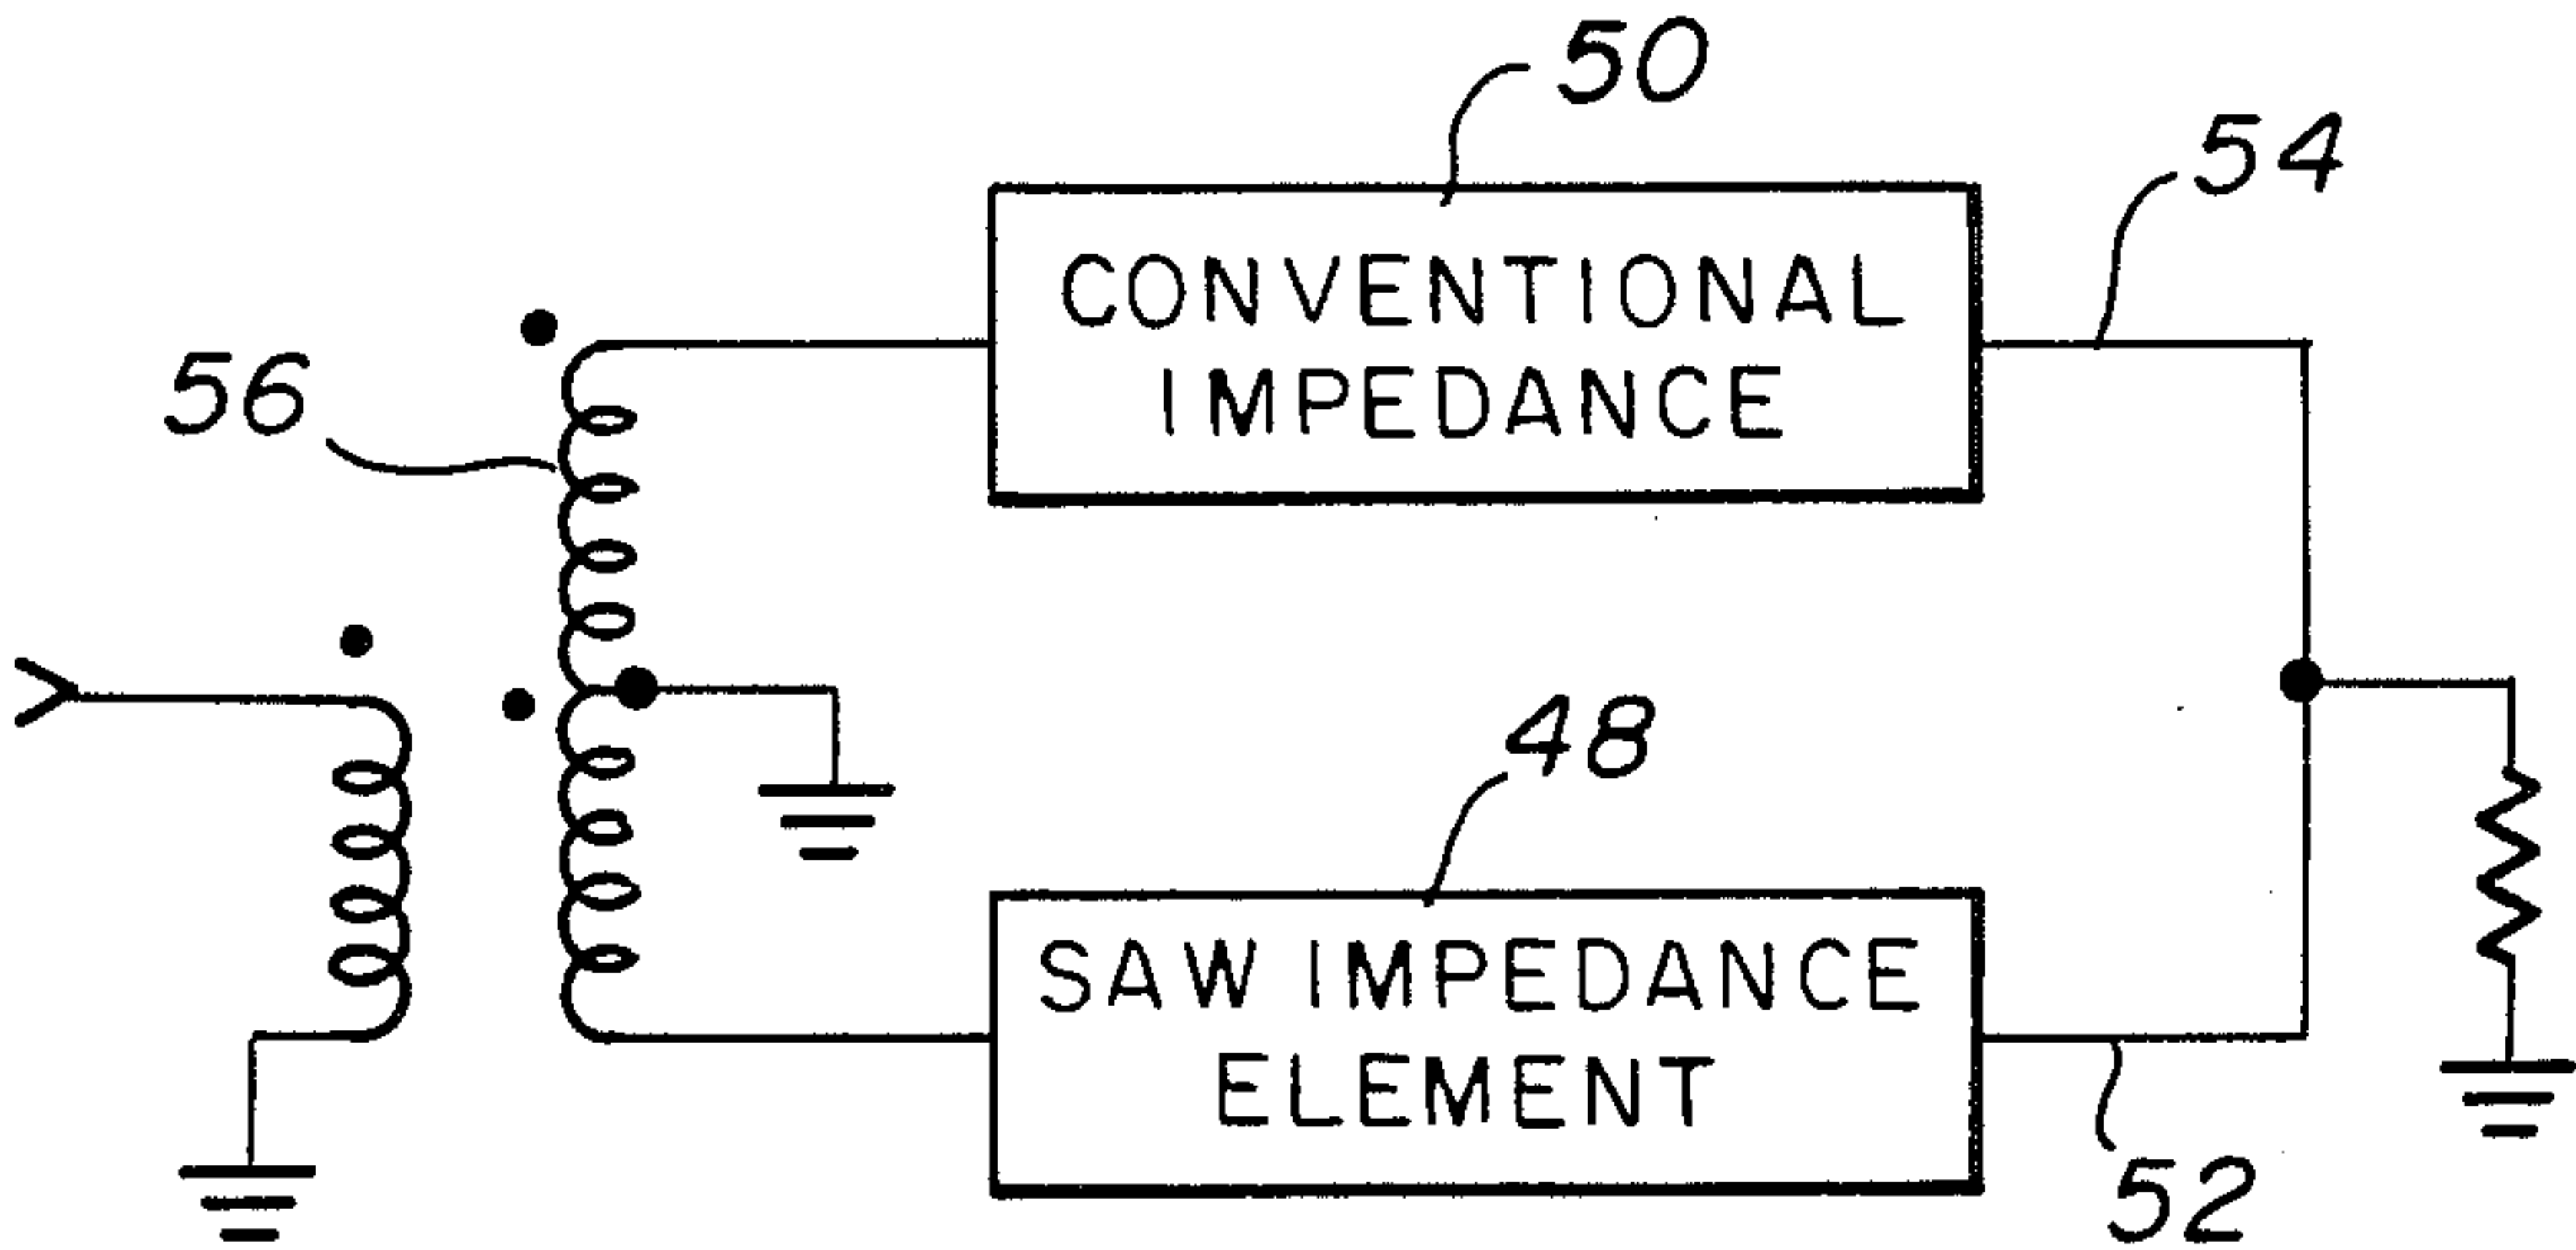 50
54
CONVENTIONAL
IMPEDANCE
56
48
SAW IMPEDANCE
ELEMENT
52